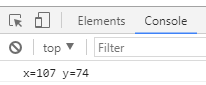 Elements Console
top ▼ Filter
x=107 y=74